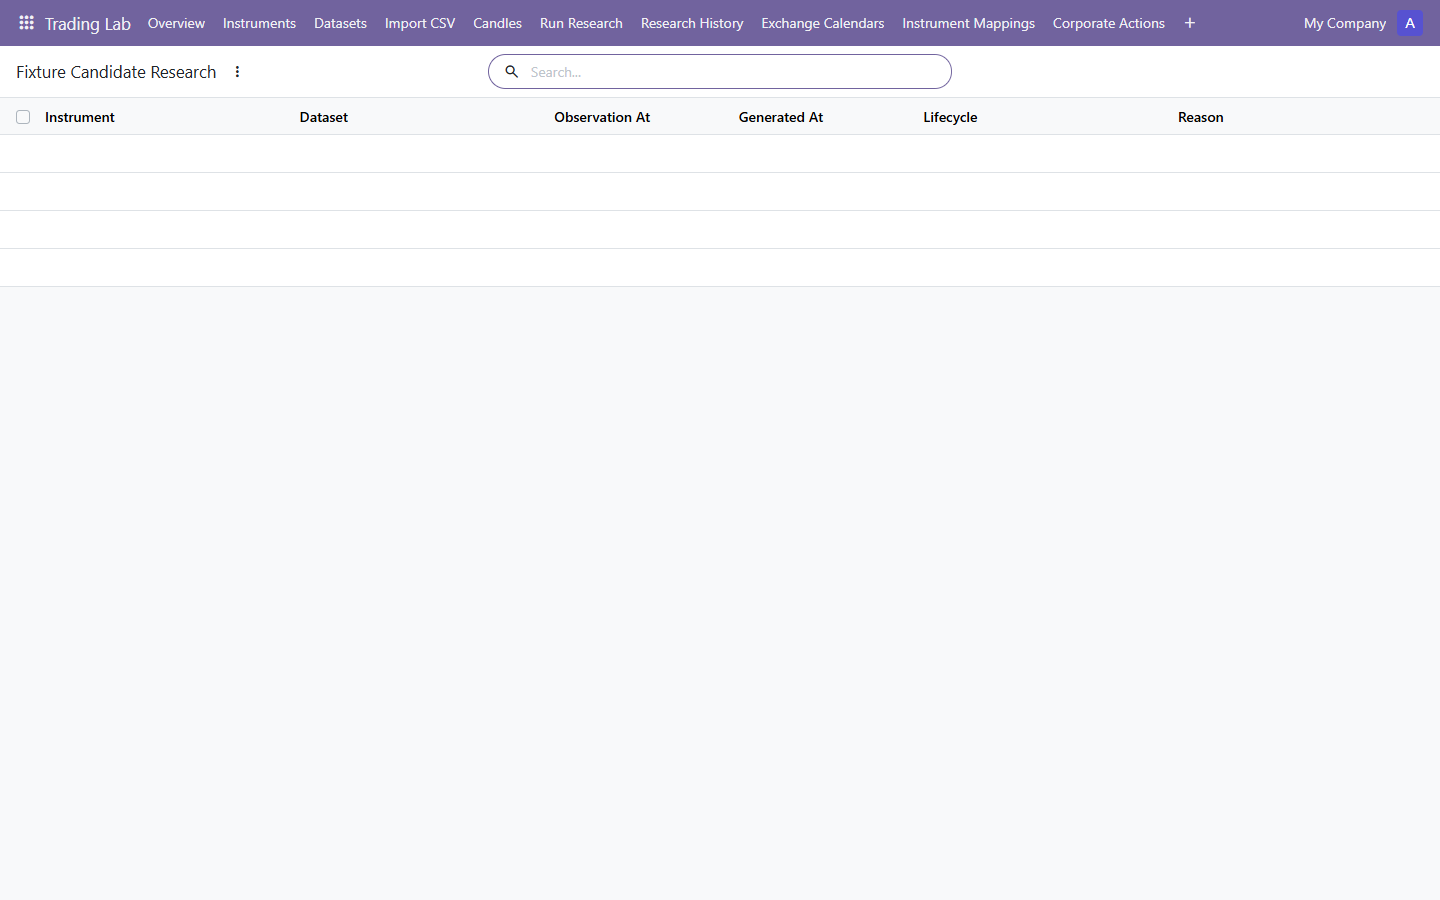 Trading Lab Overview Instruments Datasets Import CSV Candles Run Research Research History Exchange Calendars Instrument Mappings Corporate Actions + My Company A
Fixture Candidate Research Search...
Instrument Dataset Observation At Generated At Lifecycle Reason